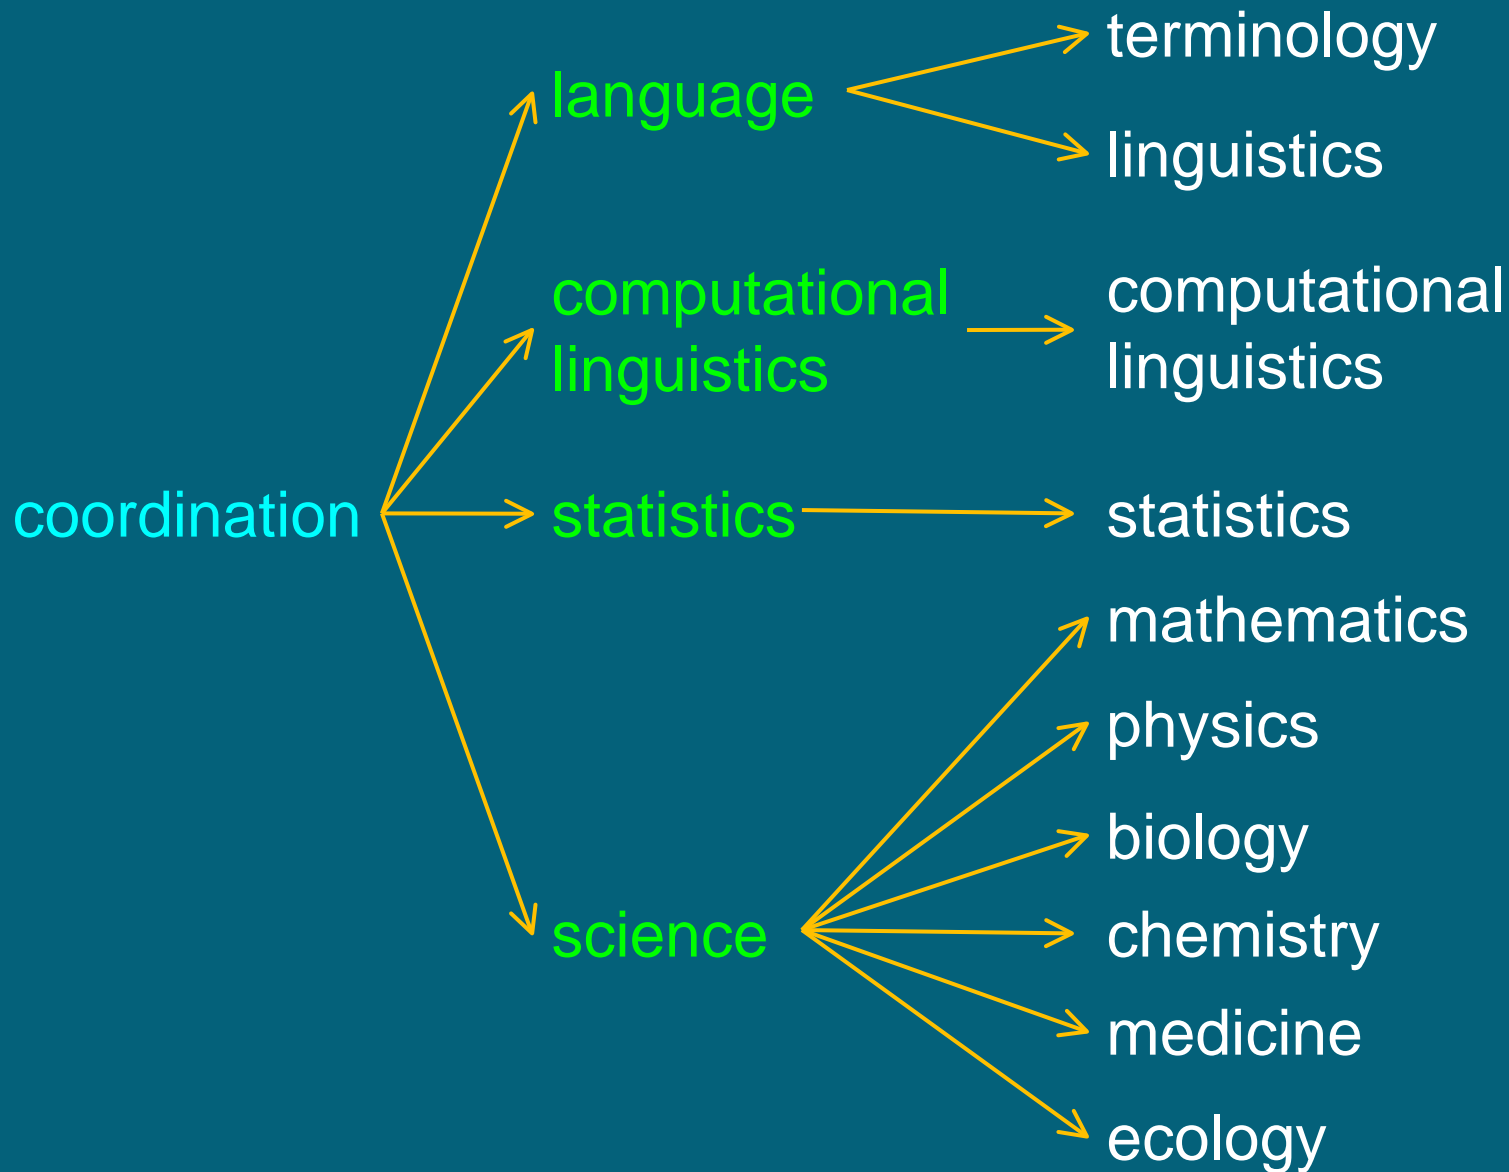 coordination
language
computational
linguistics
statistics
science
terminology
linguistics
computational
linguistics
statistics
mathematics
physics
biology
chemistry
medicine
ecology